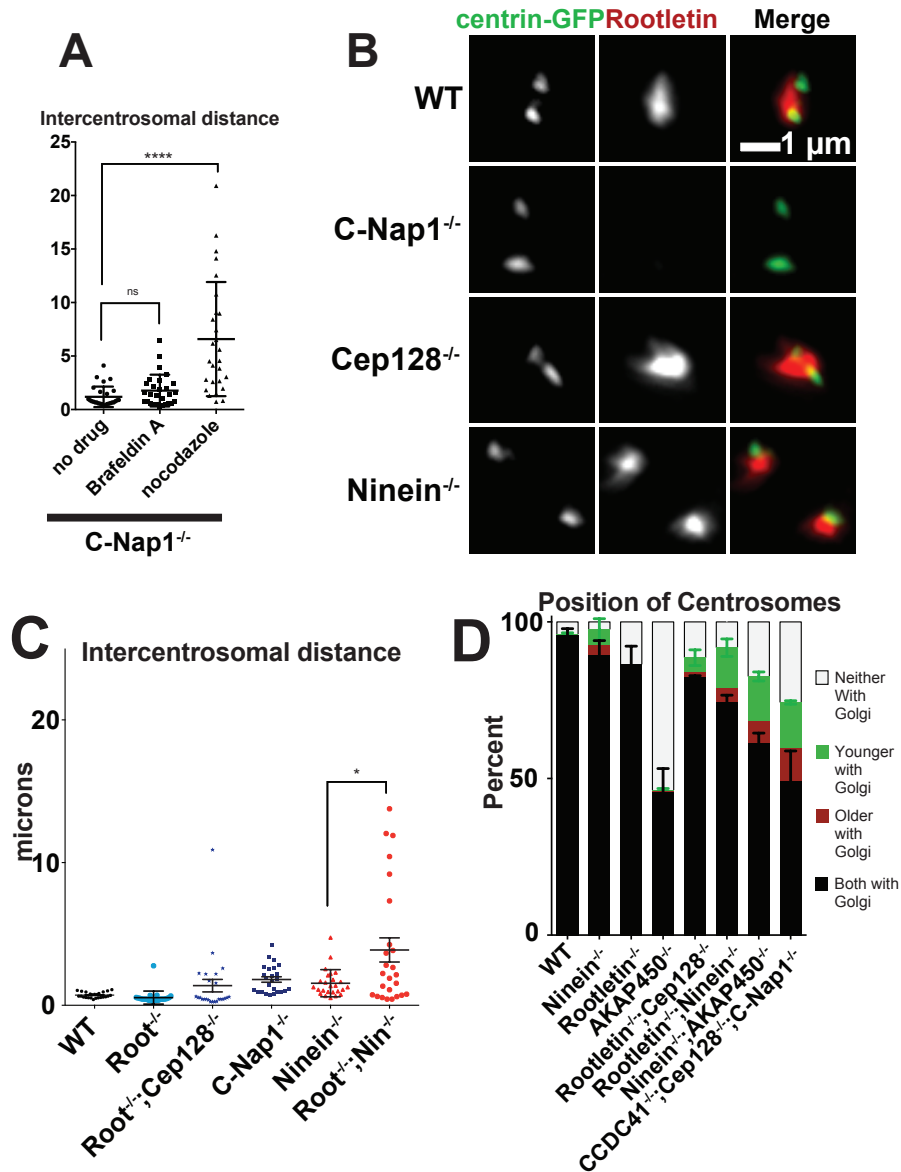 A
Intercentrosomal distance
25
20
15
10
5
0
****
ns
no drug
Brafeldin A
nocodazole
C-Nap1-/-
B
centrin-GFP Rootletin Merge
WT
1 µm
C-Nap1-/-
Cep128-/-
Ninein-/-
C
Intercentrosomal distance
microns
20
10
0
*
WT
Root-/-
Root-/-;Cep128-/-
C-Nap1-/-
Ninein-/-
Root-/-;Nin-/-
D
Position of Centrosomes
Percent
100
50
0
WT
Ninein-/-
Rootletin-/-
AKAP450-/-
Rootletin-/-;Cep128-/-
Rootletin-/-;Ninein-/-
Ninein-/-;AKAP450-/-
CCDC41-/-;Cep128-/-;C-Nap1-/-
Neither
With
Golgi
Younger
with
Golgi
Older
with
Golgi
Both with
Golgi